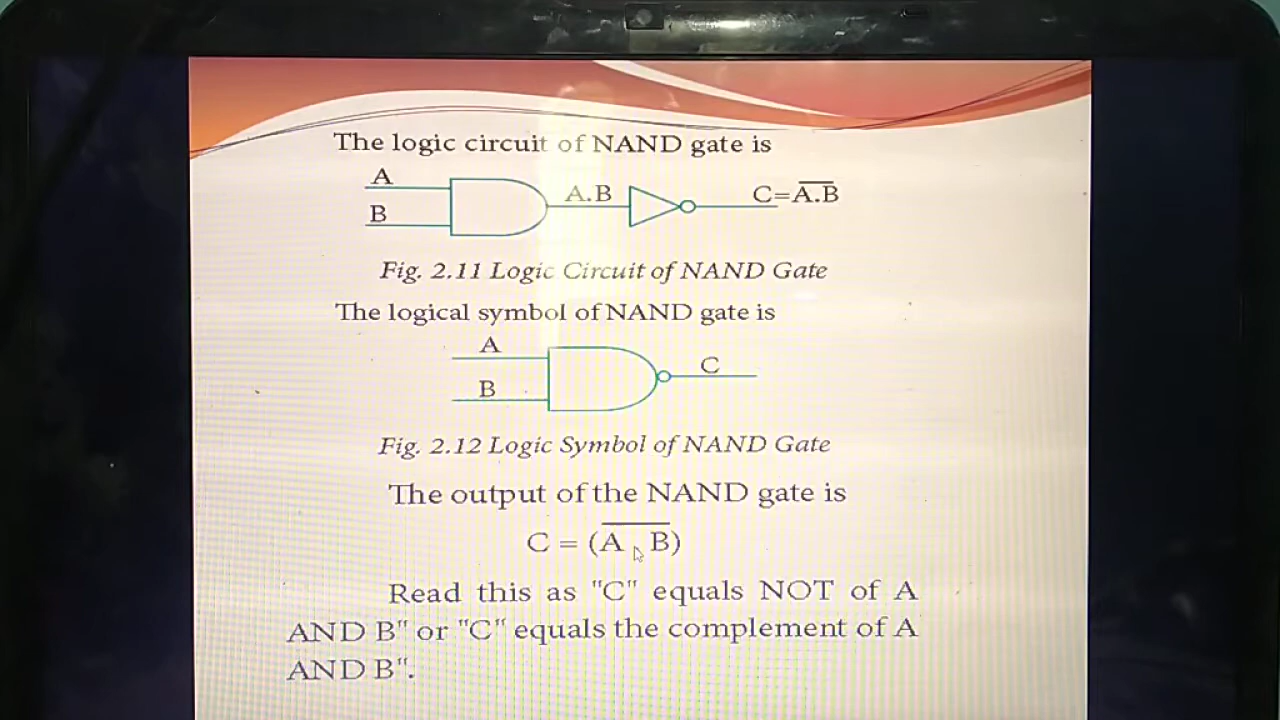 The logic circuit of NAND gate is
A
B
A.B
C=A̅.̅B̅
Fig. 2.11 Logic Circuit of NAND Gate
The logical symbol of NAND gate is
A
B
C
Fig. 2.12 Logic Symbol of NAND Gate
The output of the NAND gate is
C = (A̅ ̅.̅ ̅B̅)
Read this as "C" equals NOT of A
AND B" or "C" equals the complement of A
AND B".